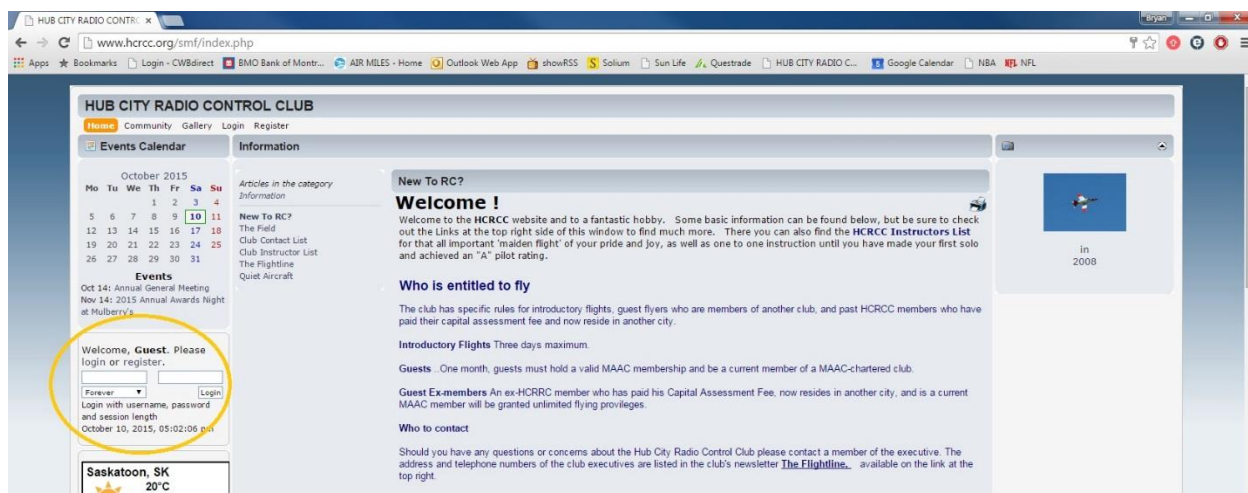 HUB CITY RADIO CONTRO
Bryan
www.hcrcc.org/smf/index.php
Apps Bookmarks Login - CWBdirect BMO Bank of Montr... AIR MILES - Home Outlook Web App showRSS Solium Sun Life Questrade HUB CITY RADIO C... Google Calendar NBA NFL NFL
HUB CITY RADIO CONTROL CLUB
Home Community Gallery Login Register
Events Calendar
October 2015
Mo Tu We Th Fr Sa Su
1 2 3 4
5 6 7 8 9 10 11
12 13 14 15 16 17 18
19 20 21 22 23 24 25
26 27 28 29 30 31
Events
Oct 14: Annual General Meeting
Nov 14: 2015 Annual Awards Night
at Mulberry's
Welcome, Guest. Please
login or register.
Forever Login
Login with username, password
and session length
October 10, 2015, 05:02:06 pm
Saskatoon, SK
20°C
Information
Articles in the category
Information
New To RC?
The Field
Club Contact List
Club Instructor List
The Flightline
Quiet Aircraft
New To RC?
Welcome !
Welcome to the HCRCC website and to a fantastic hobby. Some basic information can be found below, but be sure to check
out the Links at the top right side of this window to find much more. There you can also find the HCRCC Instructors List
for that all important 'maiden flight' of your pride and joy, as well as one to one instruction until you have made your first solo
and achieved an "A" pilot rating.
Who is entitled to fly
The club has specific rules for introductory flights, guest flyers who are members of another club, and past HCRCC members who have
paid their capital assessment fee and now reside in another city.
Introductory Flights Three days maximum.
Guests ..One month, guests must hold a valid MAAC membership and be a current member of a MAAC-chartered club.
Guest Ex-members An ex-HCRRC member who has paid his Capital Assessment Fee, now resides in another city, and is a current
MAAC member will be granted unlimited flying provileges.
Who to contact
Should you have any questions or concerns about the Hub City Radio Control Club please contact a member of the executive. The
address and telephone numbers of the club executives are listed in the club's newsletter The Flightline, available on the link at the
top right.
in
2008